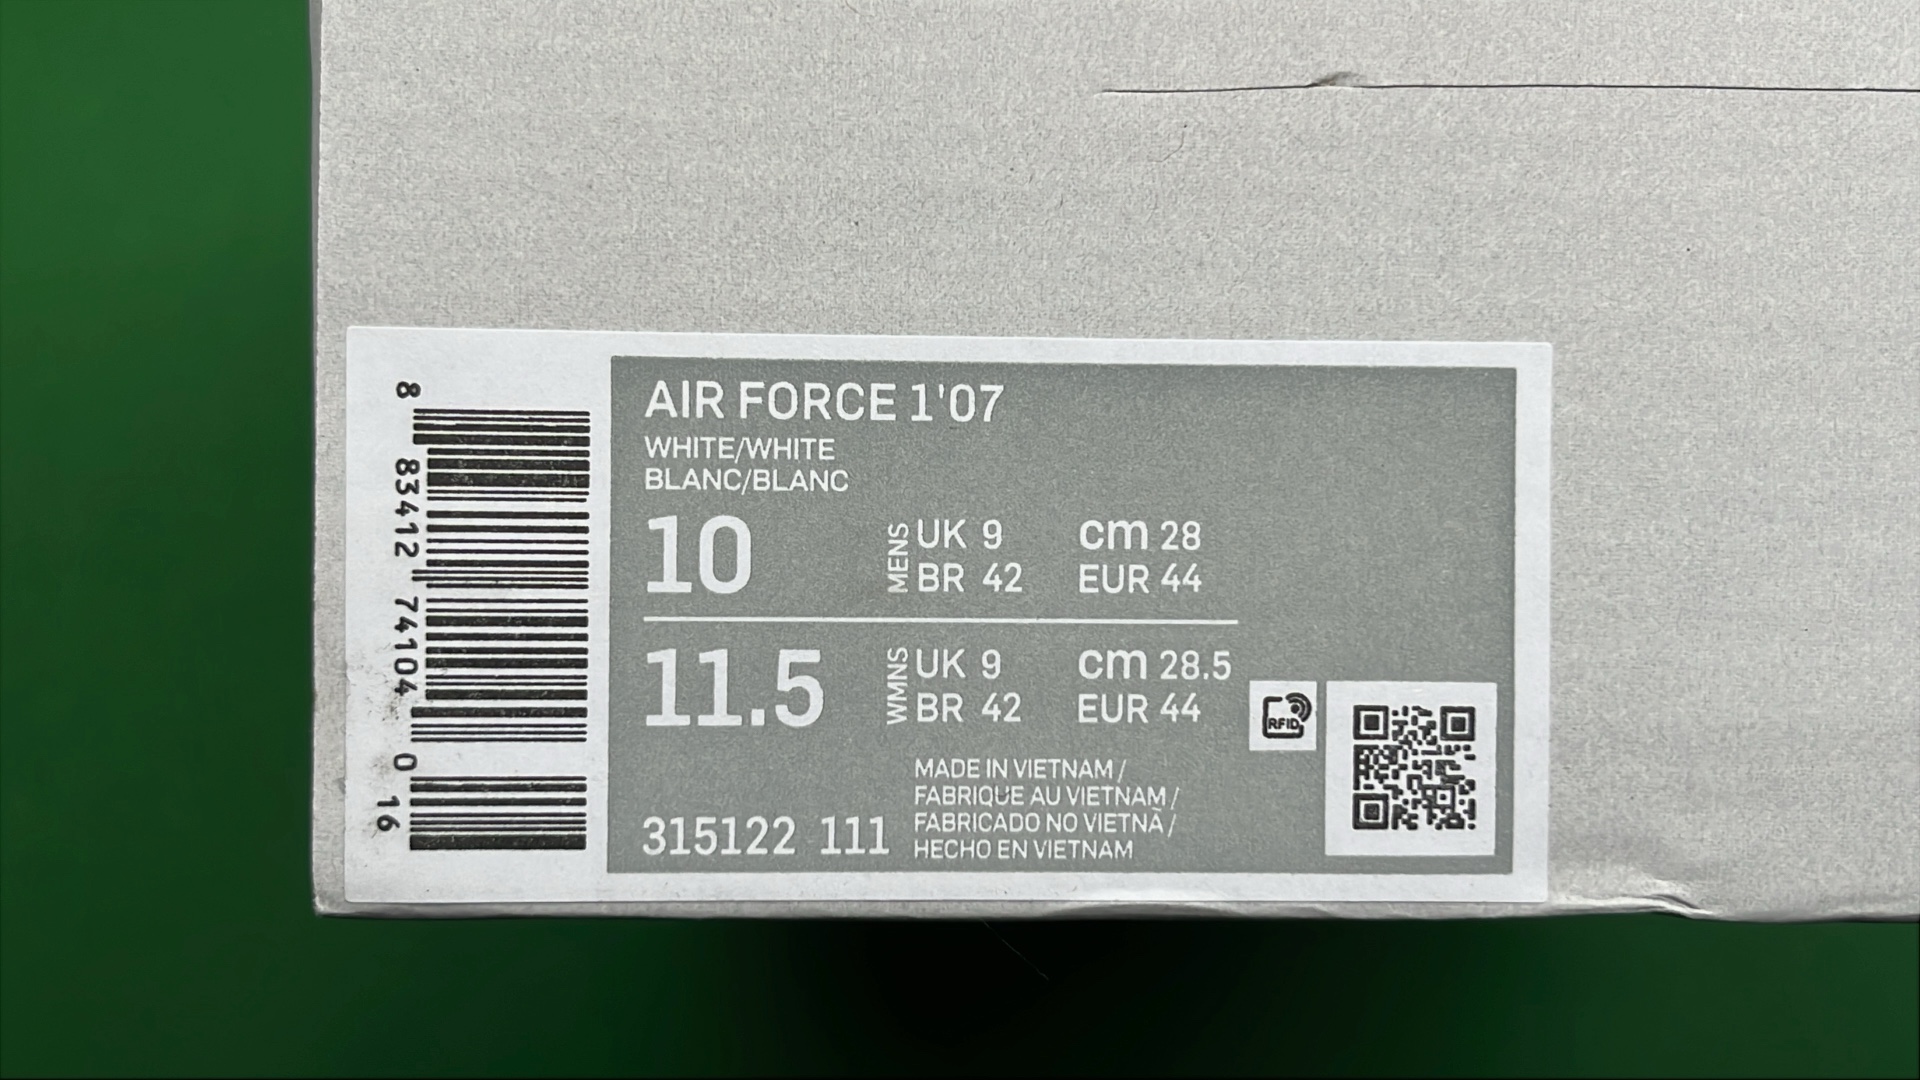 8 83412 74104 0 16
AIR FORCE 1'07
WHITE/WHITE
BLANC/BLANC
10 MENS UK 9 cm 28
BR 42 EUR 44
11.5 WMNS UK 9 cm 28.5
BR 42 EUR 44
RFID
MADE IN VIETNAM /
FABRIQUE AU VIETNAM /
FABRICADO NO VIETNÃ /
HECHO EN VIETNAM
315122 111